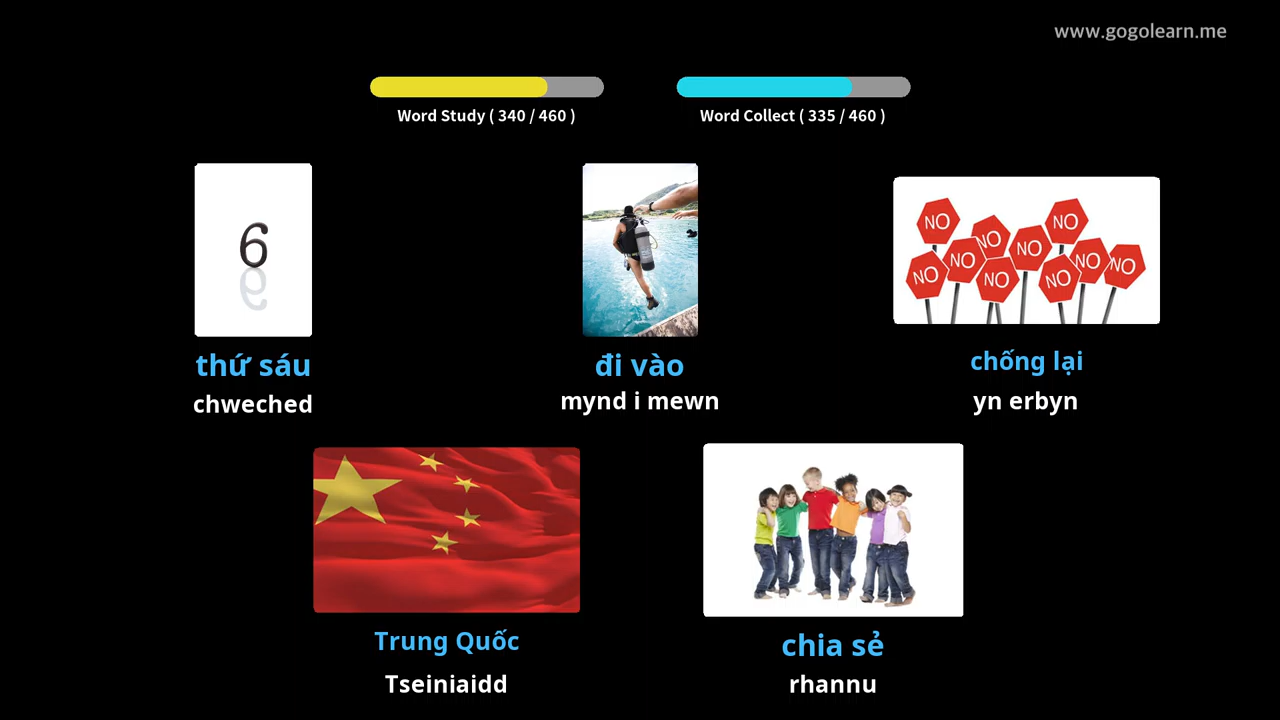 www.gogolearn.me
Word Study ( 340 / 460 )
Word Collect ( 335 / 460 )
6
NO
NO
NO
NO
NO
NO
NO
NO
NO
NO
thứ sáu
đi vào
chống lại
chweched
mynd i mewn
yn erbyn
Trung Quốc
chia sẻ
Tseiniaidd
rhannu